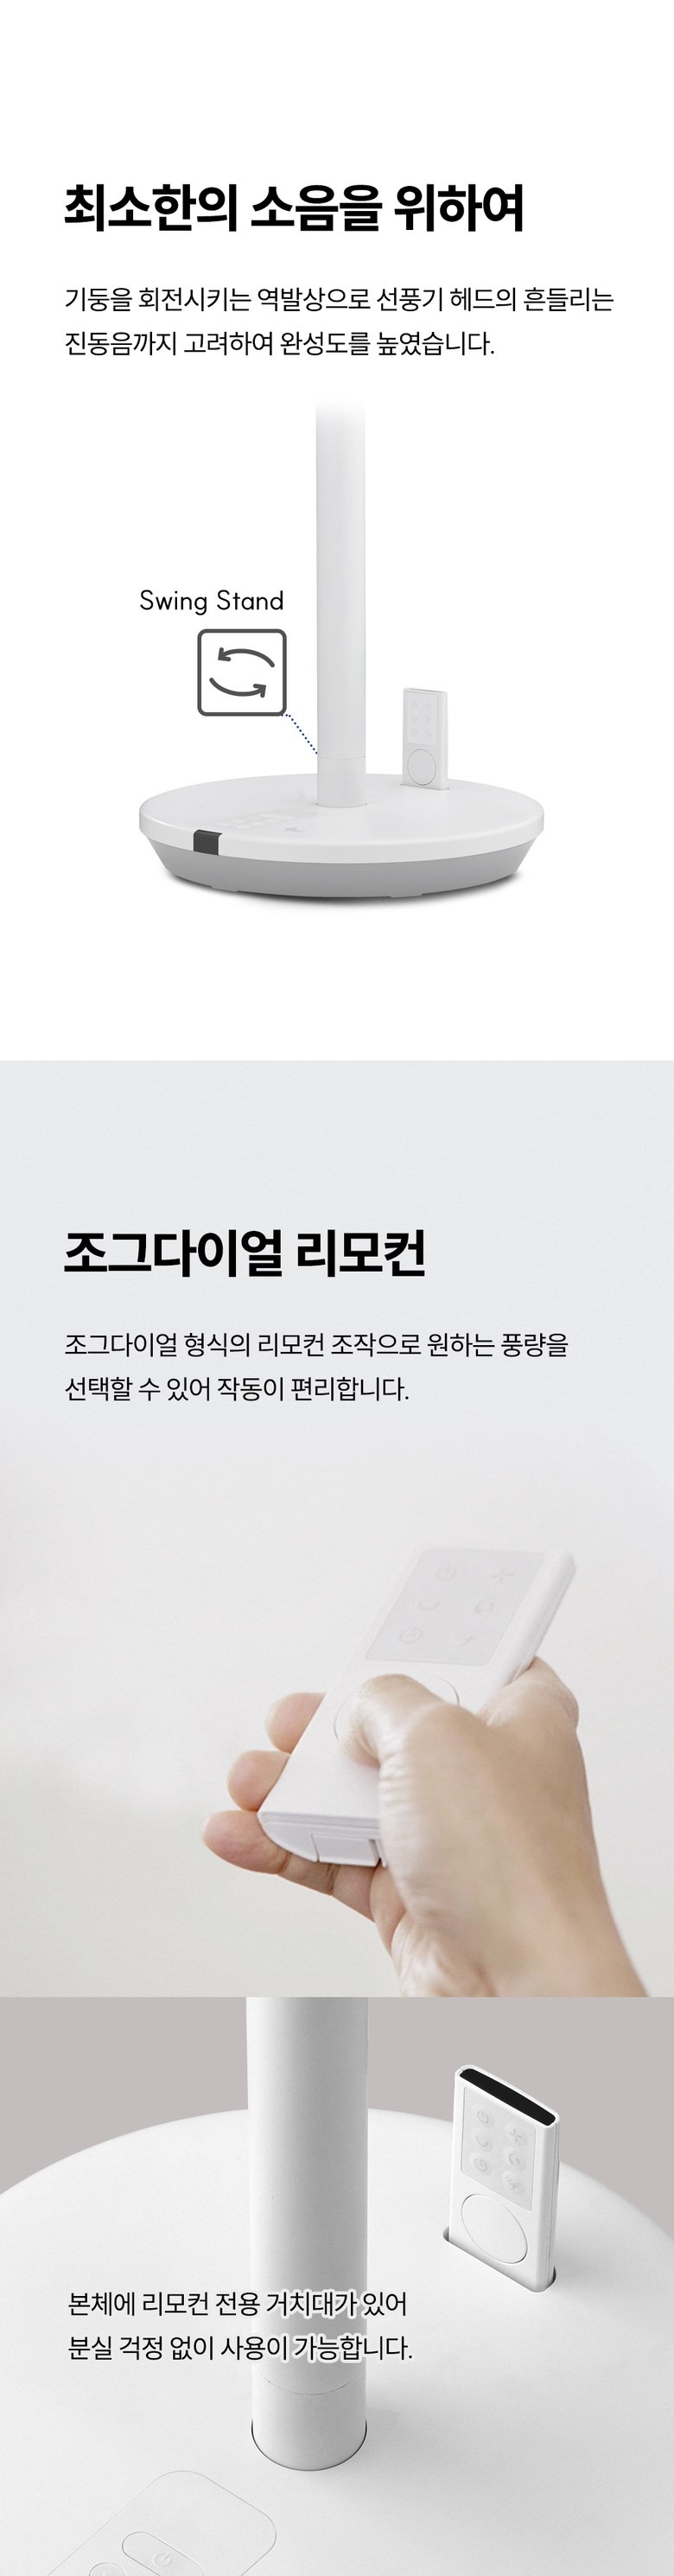 최소한의 소음을 위하여
기둥을 회전시키는 역발상으로 선풍기 헤드의 흔들리는
진동음까지 고려하여 완성도를 높였습니다.
Swing Stand
조그다이얼 리모컨
조그다이얼 형식의 리모컨 조작으로 원하는 풍량을
선택할 수 있어 작동이 편리합니다.
본체에 리모컨 전용 거치대가 있어
분실 걱정 없이 사용이 가능합니다.